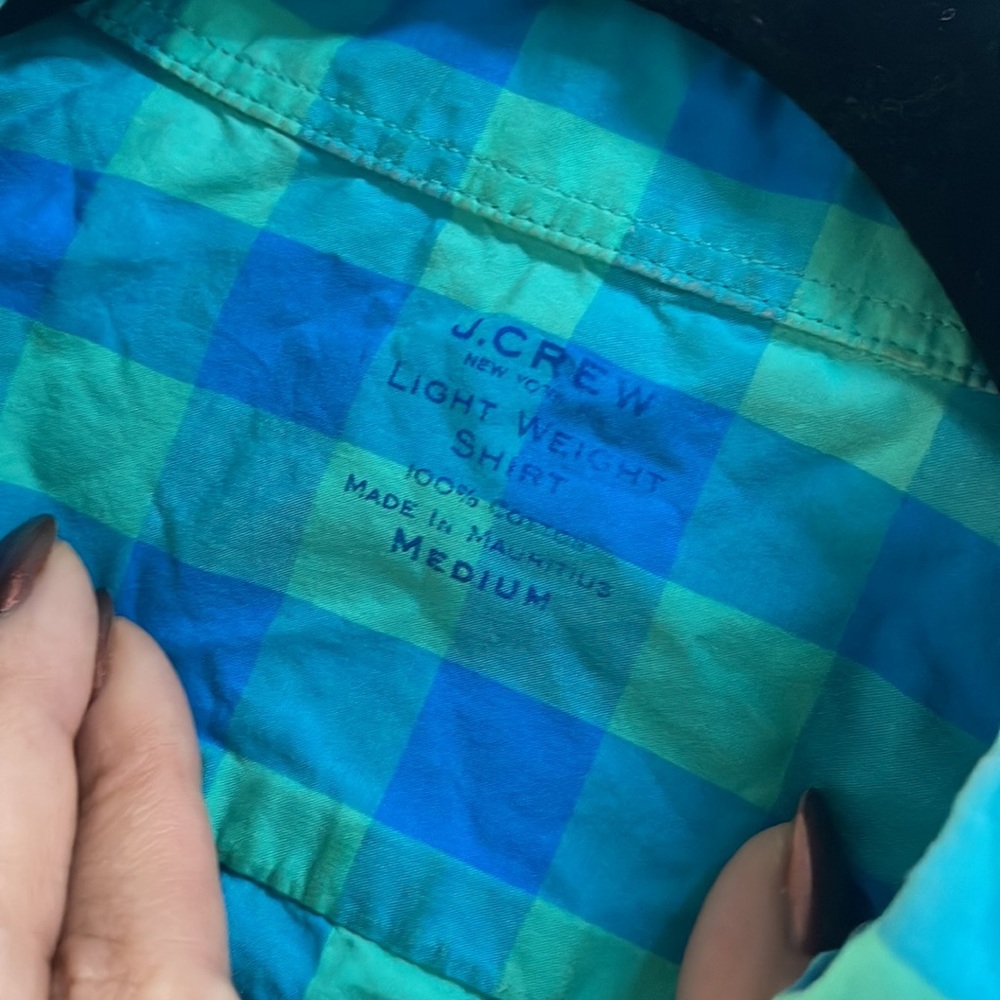 J.CREW
NEW YORK
LIGHT WEIGHT
SHIRT
100% COTTON
MADE IN MAURITIUS
MEDIUM